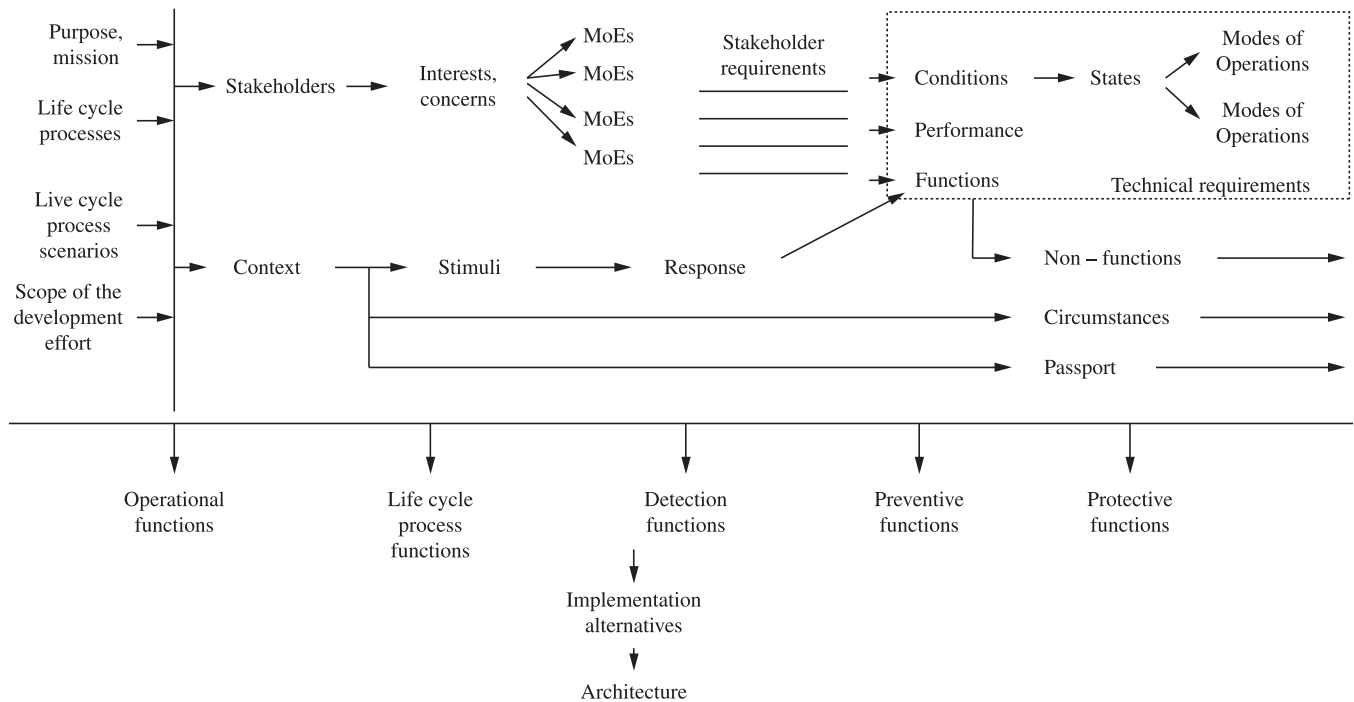 Purpose,
mission
Life cycle
processes
Live cycle
process
scenarios
Scope of the
development
effort
Stakeholders
Interests,
concerns
MoEs
MoEs
MoEs
MoEs
Stakeholder
requirenents
Conditions
States
Modes of
Operations
Modes of
Operations
Performance
Functions
Technical requirements
Context
Stimuli
Response
Non – functions
Circumstances
Passport
Operational
functions
Life cycle
process
functions
Detection
functions
Preventive
functions
Protective
functions
Implementation
alternatives
Architecture